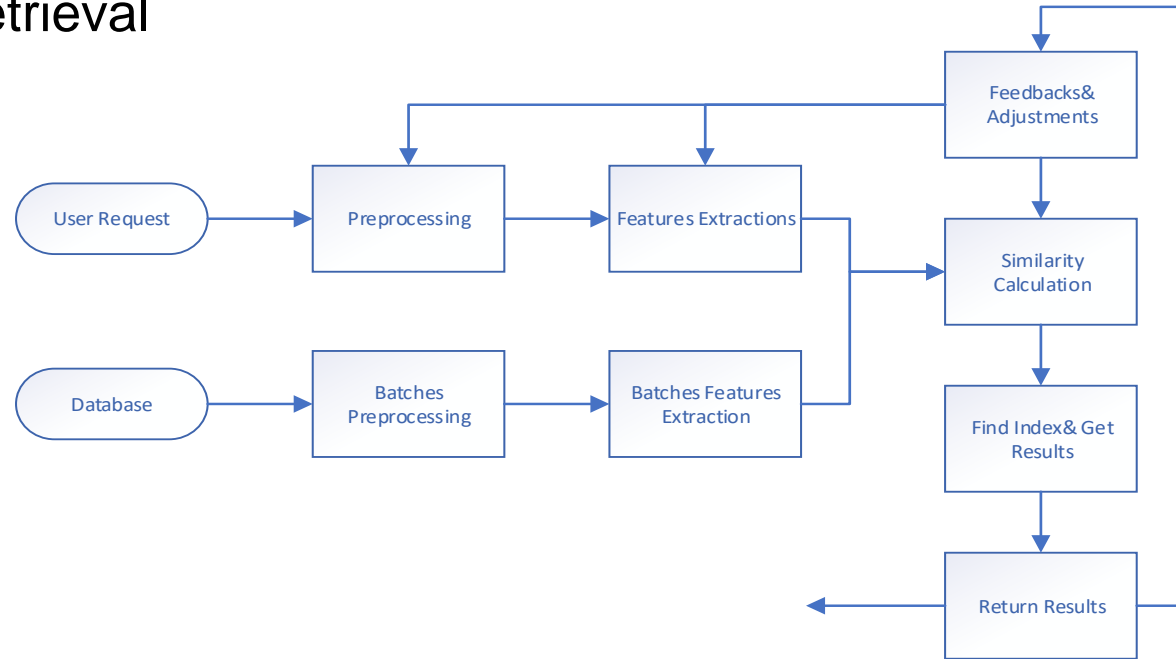 etrieval
Feedbacks&
Adjustments
User Request
Preprocessing
Features Extractions
Similarity
Calculation
Database
Batches
Preprocessing
Batches Features
Extraction
Find Index& Get
Results
Return Results